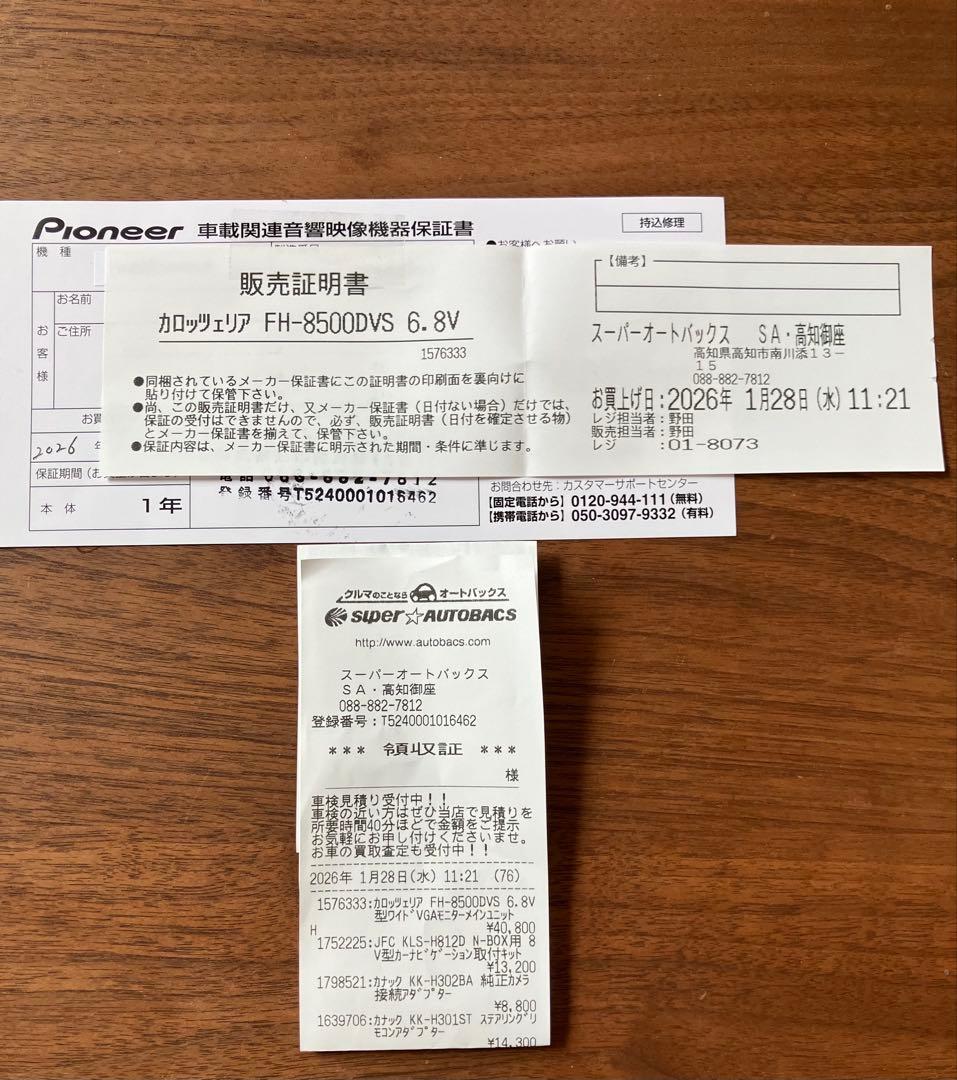 Pioneer 車載関連音響映像機器保証書
持込修理
機 種
お名前
ご住所
お客様
2026
保証期間
本 体 1年
登録番号T5240001016462
お問合わせ先：カスタマーサポートセンター
【固定電話から】0120-944-111（無料）
【携帯電話から】050-3097-9332（有料）
販売証明書
カロッツェリア FH-8500DVS 6.8V
1576333
●同梱されているメーカー保証書にこの証明書の印刷面を裏向けに
貼り付けて保管下さい。
●尚、この販売証明書だけ、又メーカー保証書（日付ない場合）だけでは、
保証の受付はできませんので、必ず、販売証明書（日付を確定させる物）
とメーカー保証書を揃えて、保管下さい。
●保証内容は、メーカー保証書に明示された期間・条件に準じます。
【備考】
スーパーオートバックス ＳＡ・高知御座
高知県高知市南川添１３－
１５
088-882-7812
お買上げ日：2026年 1月28日(水) 11:21
レジ担当者：野田
販売担当者：野田
レジ ：01-8073
クルマのことなら オートバックス
SUPER☆AUTOBACS
http://www.autobacs.com
スーパーオートバックス
ＳＡ・高知御座
088-882-7812
登録番号：T5240001016462
＊＊＊ 領収証 ＊＊＊
様
車検見積り受付中！！
車検の近い方はぜひ当店で見積りを
所要時間40分ほどで金額をご提示
お気軽にお申し付けくださいませ。
お車の買取査定も受付中！！
2026年 1月28日(水) 11:21 (76)
1576333:カロッツェリア FH-8500DVS 6.8V
型ワイドVGAモニターメインユニット
H ¥40,800
1752225:JFC KLS-H812D N-BOX用 8
V型カーナビゲーション取付キット
¥13,200
1798521:カナック KK-H302BA 純正カメラ
接続アダプター
¥8,800
1639706:カナック KK-H301ST ステアリングリ
モコンアダプター
¥14,300